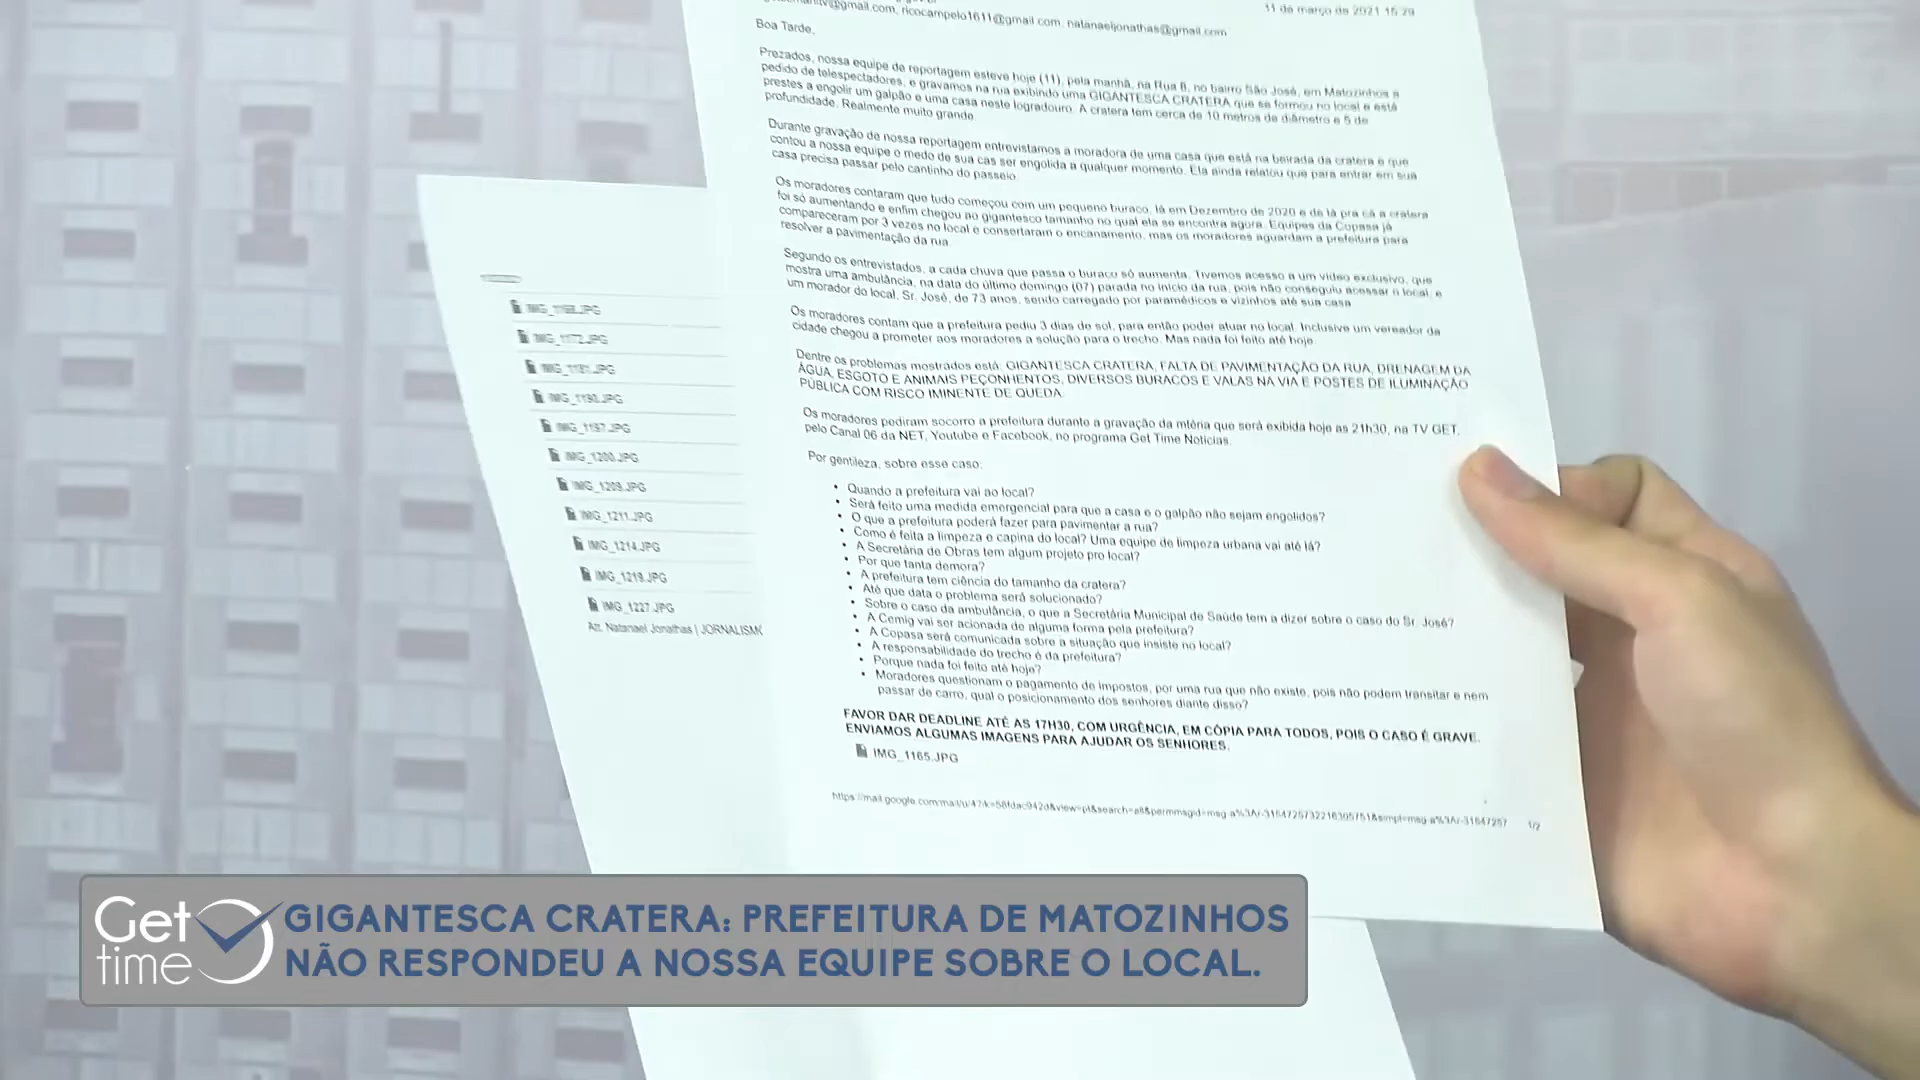 11 de março de 2021 15:29
@gmail.com, ricocampelo1611@gmail.com, natanaeljonathas@gmail.com
Boa Tarde,
Prezados, nossa equipe de reportagem esteve hoje (11), pela manhã, na Rua 8, no bairro São José, em Matozinhos a
pedido de telespectadores, e gravamos na rua exibindo uma GIGANTESCA CRATERA que se formou no local e está
prestes a engolir um galpão e uma casa neste logradouro. A cratera tem cerca de 10 metros de diâmetro e 5 de
profundidade. Realmente muito grande.
Durante gravação de nossa reportagem entrevistamos a moradora de uma casa que está na beirada da cratera e que
contou a nossa equipe o medo de sua cas ser engolida a qualquer momento. Ela ainda relatou que para entrar em sua
casa precisa passar pelo cantinho do passeio.
Os moradores contaram que tudo começou com um pequeno buraco, lá em Dezembro de 2020 e de lá pra cá a cratera
foi só aumentando e enfim chegou ao gigantesco tamanho no qual ela se encontra agora. Equipes da Copasa já
compareceram por 3 vezes no local e consertaram o encanamento, mas os moradores aguardam a prefeitura para
resolver a pavimentação da rua.
Segundo os entrevistados, a cada chuva que passa o buraco só aumenta. Tivemos acesso a um vídeo exclusivo, que
mostra uma ambulância, na data do último domingo (07) parada no início da rua, pois não conseguiu acessar o local, e
um morador do local, Sr. José, de 73 anos, sendo carregado por paramédicos e vizinhos até sua casa
Os moradores contam que a prefeitura pediu 3 dias de sol, para então poder atuar no local. Inclusive um vereador da
cidade chegou a prometer aos moradores a solução para o trecho. Mas nada foi feito até hoje.
Dentre os problemas mostrados está: GIGANTESCA CRATERA, FALTA DE PAVIMENTAÇÃO DA RUA, DRENAGEM DA
ÁGUA, ESGOTO E ANIMAIS PEÇONHENTOS, DIVERSOS BURACOS E VALAS NA VIA E POSTES DE ILUMINAÇÃO
PÚBLICA COM RISCO IMINENTE DE QUEDA.
Os moradores pediram socorro a prefeitura durante a gravação da mtéria que será exibida hoje as 21h30, na TV GET,
pelo Canal 06 da NET, Youtube e Facebook, no programa Get Time Notícias.
Por gentileza, sobre esse caso:
• Quando a prefeitura vai ao local?
• Será feito uma medida emergencial para que a casa e o galpão não sejam engolidos?
• O que a prefeitura poderá fazer para pavimentar a rua?
• Como é feita a limpeza e capina do local? Uma equipe de limpeza urbana vai até lá?
• A Secretária de Obras tem algum projeto pro local?
• Por que tanta demora?
• A prefeitura tem ciência do tamanho da cratera?
• Até que data o problema será solucionado?
• Sobre o caso da ambulância, o que a Secretária Municipal de Saúde tem a dizer sobre o caso do Sr. José?
• A Cemig vai ser acionada de alguma forma pela prefeitura?
• A Copasa será comunicada sobre a situação que insiste no local?
• A responsabilidade do trecho é da prefeitura?
• Porque nada foi feito até hoje?
• Moradores questionam o pagamento de impostos, por uma rua que não existe, pois não podem transitar e nem
passar de carro, qual o posicionamento dos senhores diante disso?
FAVOR DAR DEADLINE ATÉ AS 17H30, COM URGÊNCIA, EM CÓPIA PARA TODOS, POIS O CASO É GRAVE.
ENVIAMOS ALGUMAS IMAGENS PARA AJUDAR OS SENHORES.
IMG_1165.JPG
1/2
IMG_1168.JPG
IMG_1172.JPG
IMG_1181.JPG
IMG_1190.JPG
IMG_1197.JPG
IMG_1200.JPG
IMG_1209.JPG
IMG_1211.JPG
IMG_1214.JPG
IMG_1219.JPG
IMG_1227.JPG
Att. Natanael Jonathas | JORNALISMO
Get time
GIGANTESCA CRATERA: PREFEITURA DE MATOZINHOS
NÃO RESPONDEU A NOSSA EQUIPE SOBRE O LOCAL.